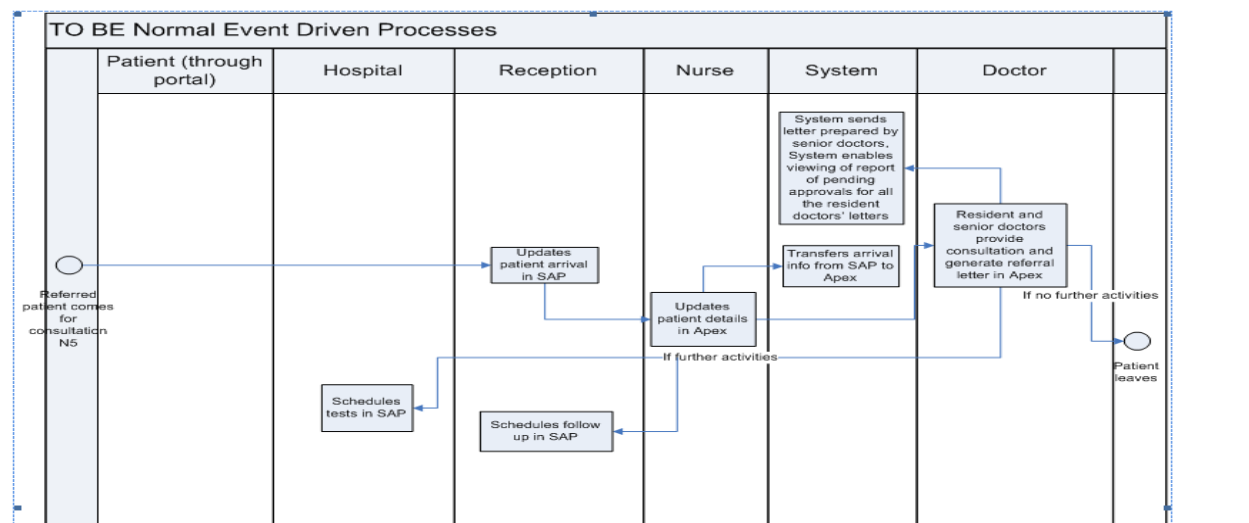 TO BE Normal Event Driven Processes
Patient (through
portal)
Hospital
Reception
Nurse
System
Doctor
System sends
letter prepared by
senior doctors,
System enables
viewing of report
of pending
approvals for all
the resident
doctors' letters
Resident and
senior doctors
provide
consultation and
generate referral
letter in Apex
Updates
patient arrival
in SAP
Transfers arrival
info from SAP to
Apex
Referred
patient comes
for
consultation
N5
Updates
patient details
in Apex
If no further activities
If further activities
Patient
leaves
Schedules
tests in SAP
Schedules follow
up in SAP